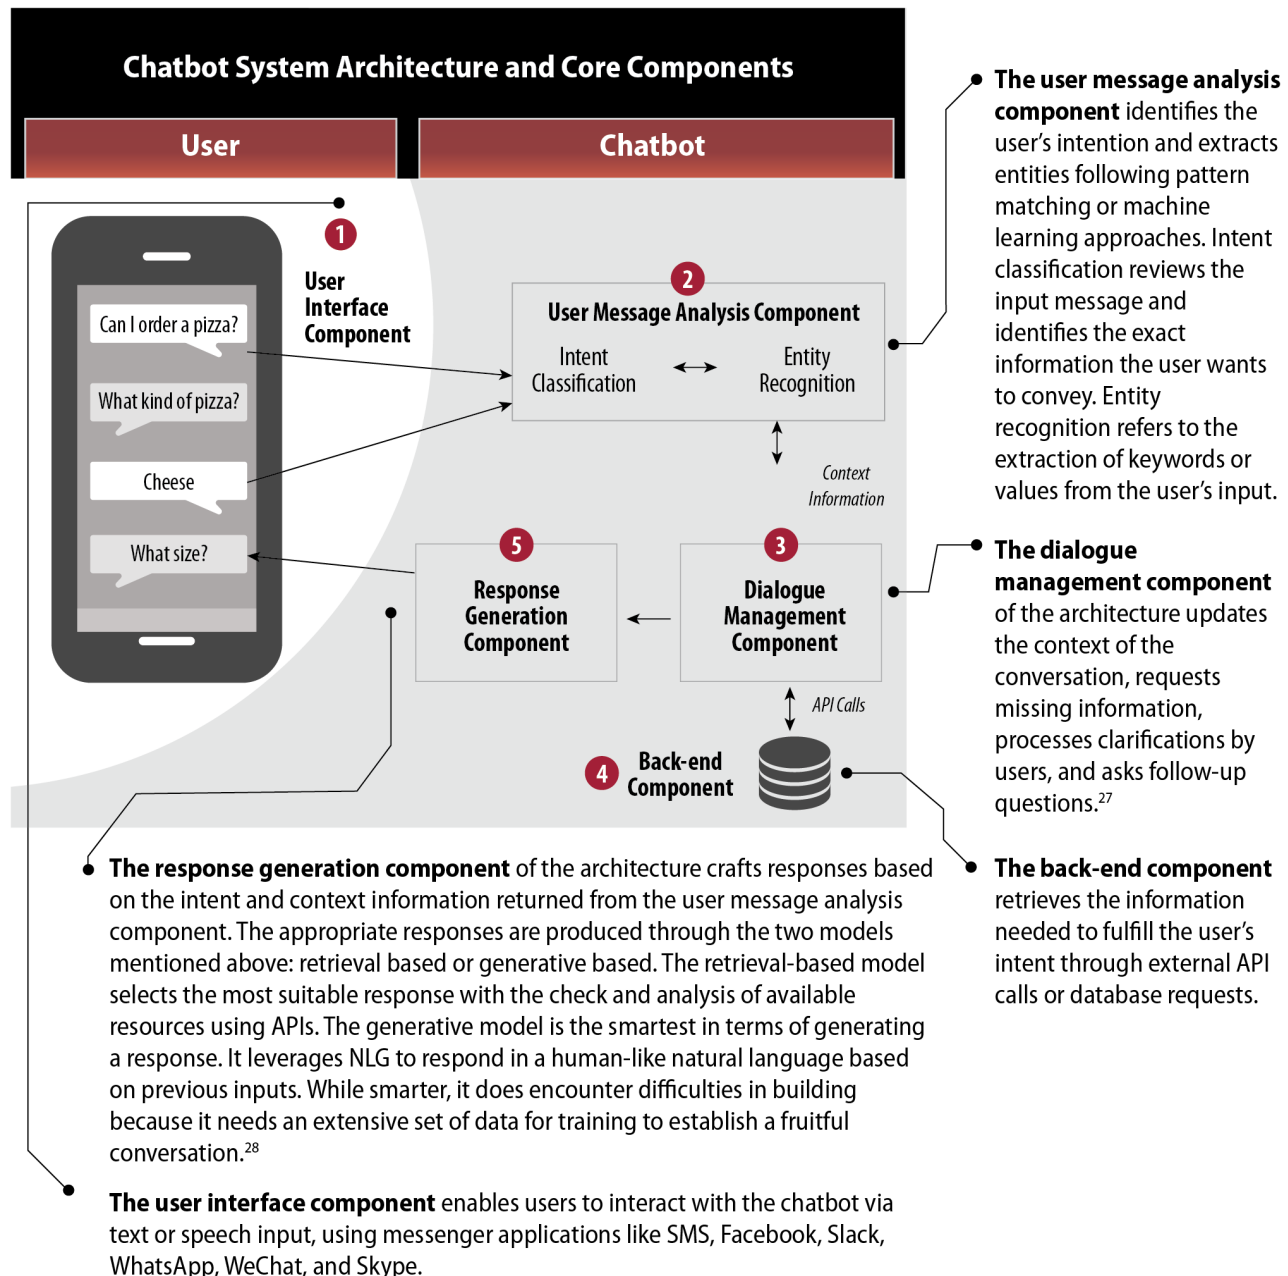 Chatbot System Architecture and Core Components
User
Chatbot
1
User
Interface
Component
Can I order a pizza?
What kind of pizza?
Cheese
What size?
2
User Message Analysis Component
Intent
Classification
Entity
Recognition
Context
Information
3
Dialogue
Management
Component
5
Response
Generation
Component
API Calls
4
Back-end
Component
The user message analysis
component identifies the
user’s intention and extracts
entities following pattern
matching or machine
learning approaches. Intent
classification reviews the
input message and
identifies the exact
information the user wants
to convey. Entity
recognition refers to the
extraction of keywords or
values from the user’s input.
The dialogue
management component
of the architecture updates
the context of the
conversation, requests
missing information,
processes clarifications by
users, and asks follow-up
questions.27
The back-end component
retrieves the information
needed to fulfill the user’s
intent through external API
calls or database requests.
The response generation component of the architecture crafts responses based
on the intent and context information returned from the user message analysis
component. The appropriate responses are produced through the two models
mentioned above: retrieval based or generative based. The retrieval-based model
selects the most suitable response with the check and analysis of available
resources using APIs. The generative model is the smartest in terms of generating
a response. It leverages NLG to respond in a human-like natural language based
on previous inputs. While smarter, it does encounter difficulties in building
because it needs an extensive set of data for training to establish a fruitful
conversation.28
The user interface component enables users to interact with the chatbot via
text or speech input, using messenger applications like SMS, Facebook, Slack,
WhatsApp, WeChat, and Skype.